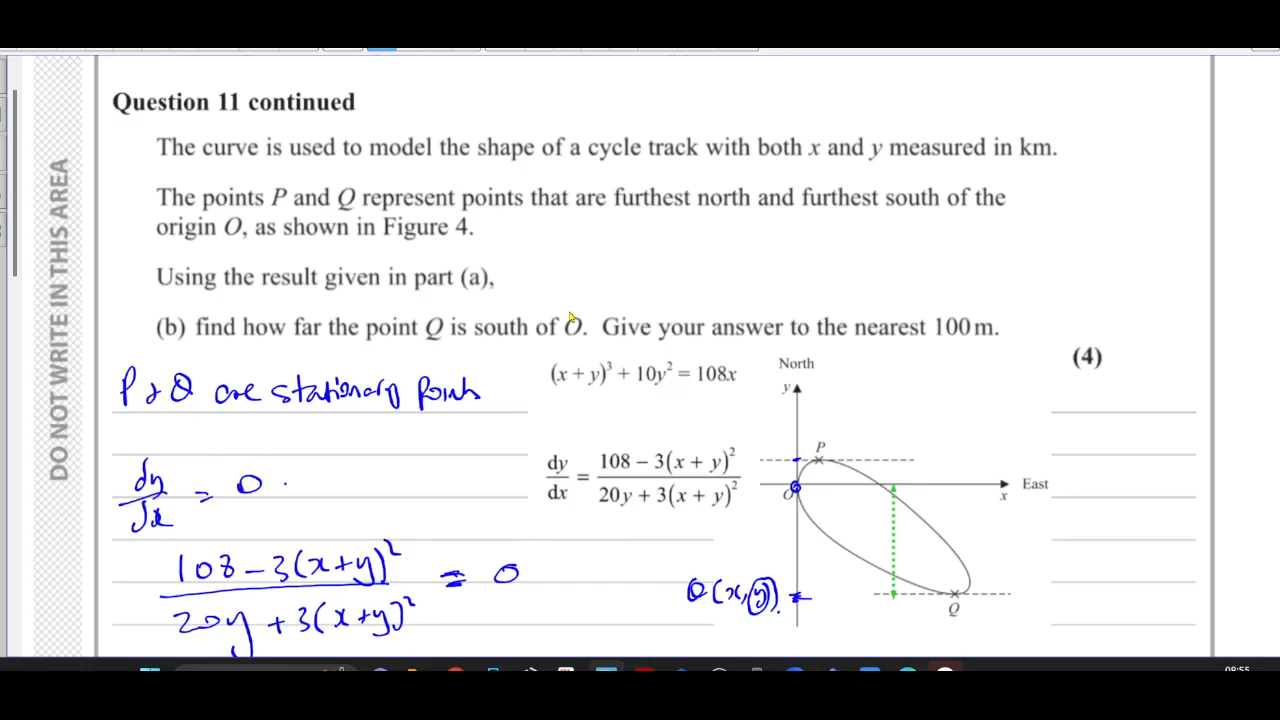 Question 11 continued
The curve is used to model the shape of a cycle track with both x and y measured in km.
The points P and Q represent points that are furthest north and furthest south of the
origin O, as shown in Figure 4.
Using the result given in part (a),
(b) find how far the point Q is south of O. Give your answer to the nearest 100 m.
(4)
DO NOT WRITE IN THIS AREA
P & Q are stationary points
(x + y)³ + 10y² = 108x
dy/dx = (108 − 3(x + y)²)/(20y + 3(x + y)²)
dy/dx = 0.
(108 − 3(x+y)²)/(20y + 3(x+y)²) = 0
North
y
P
O
East
x
Q(x, y).
Q
08:55